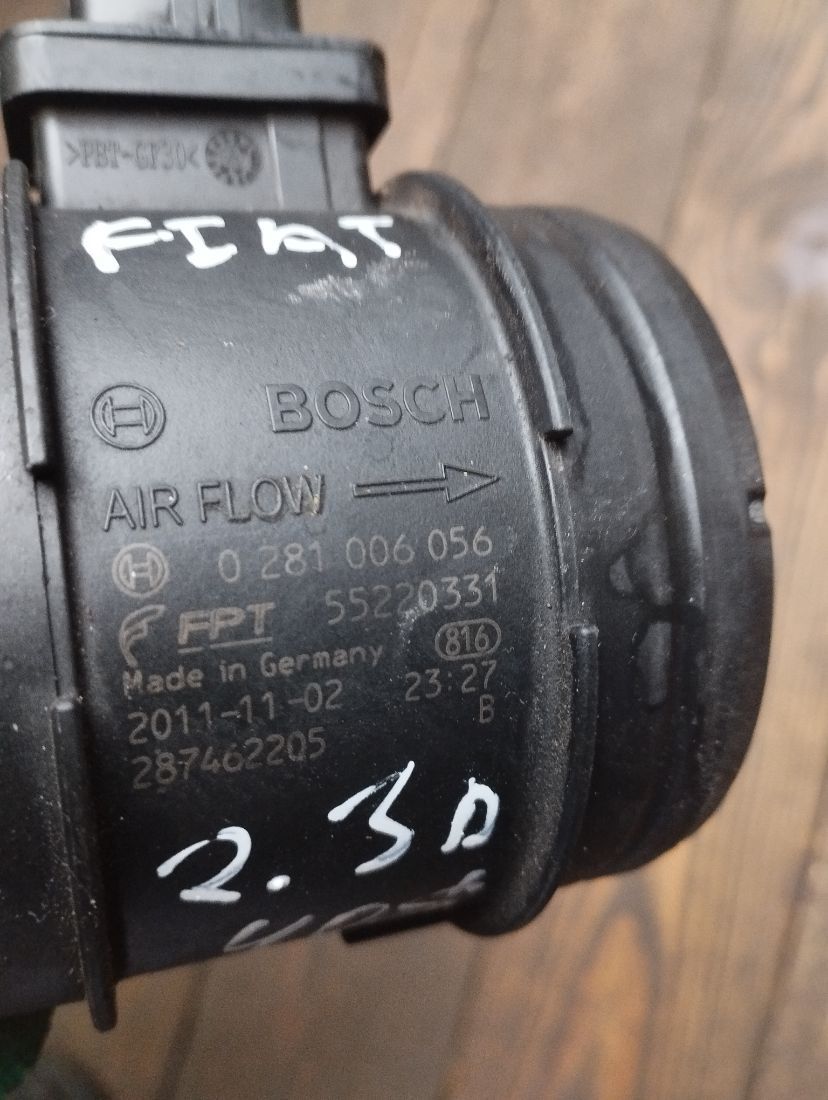 >PBT-GF30<
FIAT
BOSCH
AIR FLOW
0 281 006 056
FPT 55220331
Made in Germany 816
2011-11-02 23:27
287462205 B
2.3D